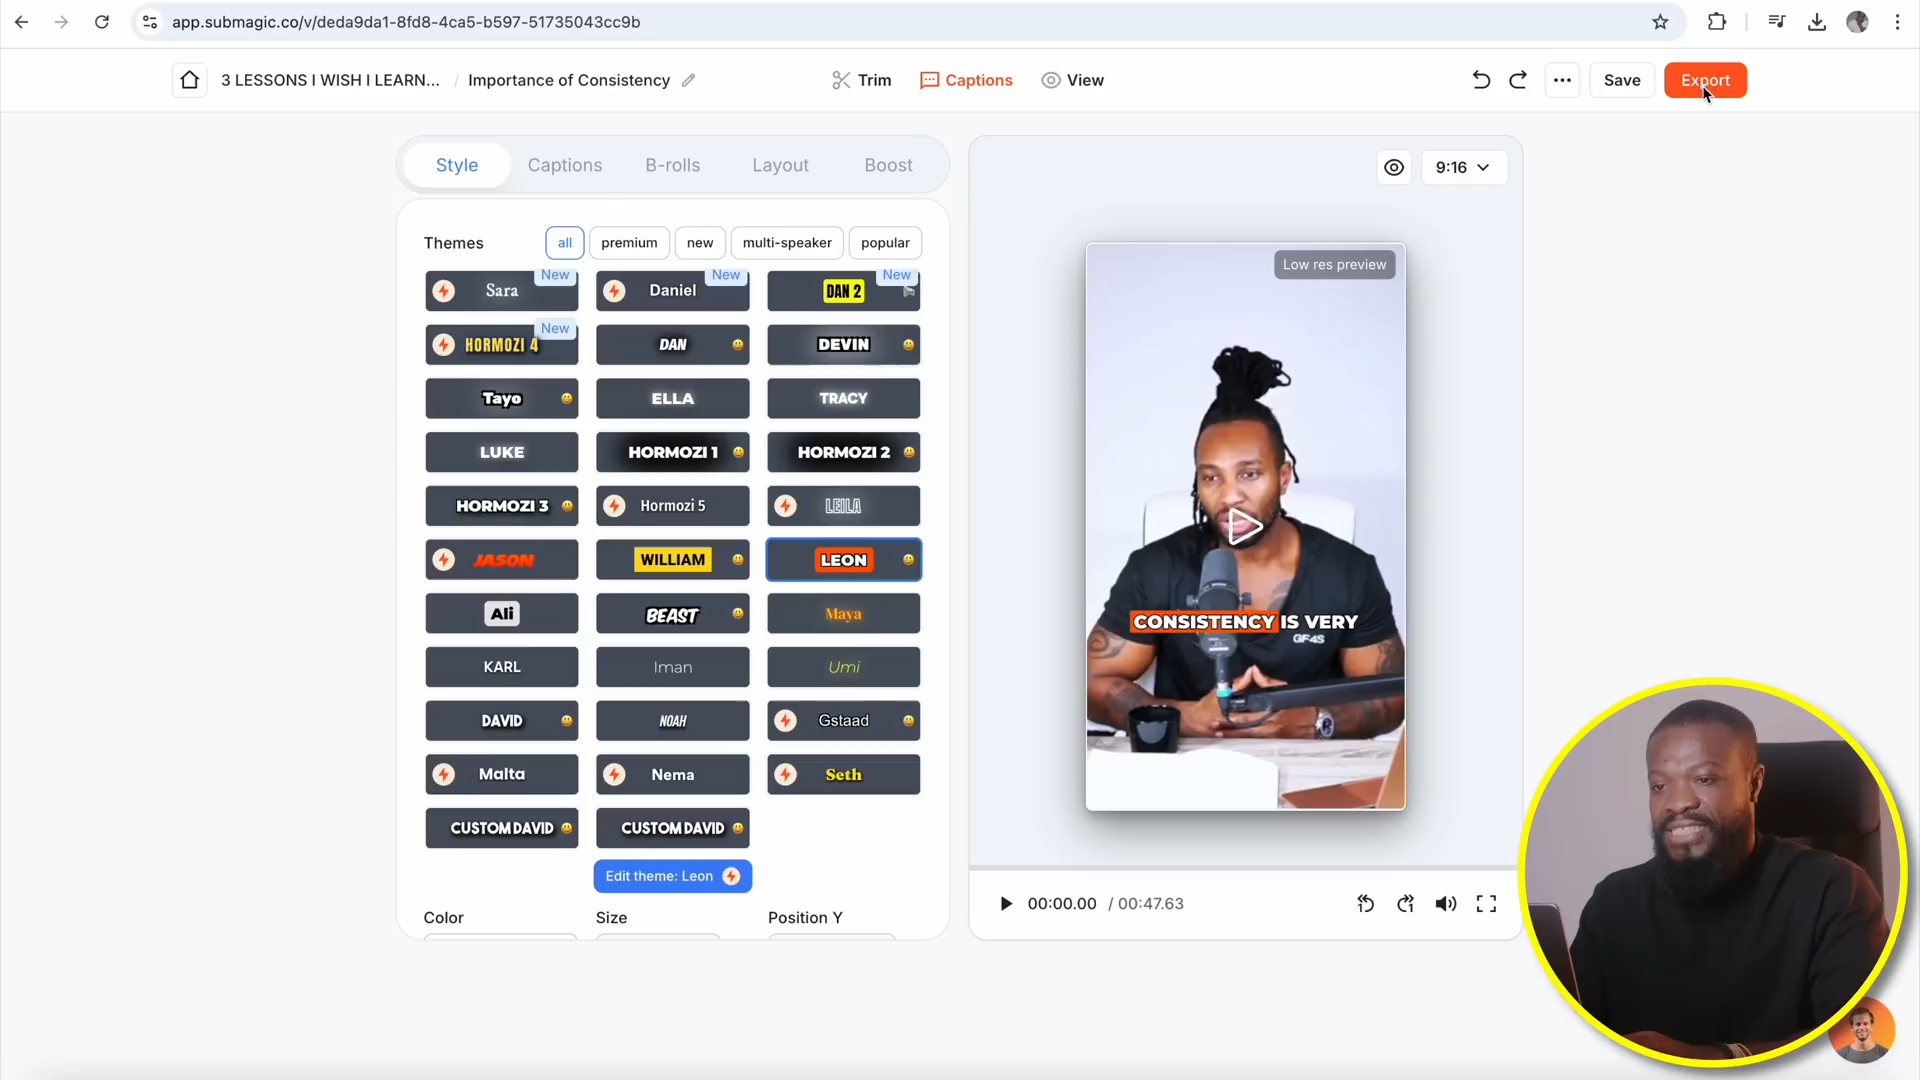 app.submagic.co/v/deda9da1-8fd8-4ca5-b597-51735043cc9b
3 LESSONS I WISH I LEARN... / Importance of Consistency
Trim
Captions
View
Save
Export
Style
Captions
B-rolls
Layout
Boost
9:16
Themes
all
premium
new
multi-speaker
popular
Low res preview
New
New
New
Sara
Daniel
DAN 2
New
HORMOZI 4
DAN
DEVIN
Tayo
ELLA
TRACY
LUKE
HORMOZI 1
HORMOZI 2
HORMOZI 3
Hormozi 5
LEILA
JASON
WILLIAM
LEON
Ali
BEAST
Maya
KARL
Iman
Umi
DAVID
NOAH
Gstaad
Malta
Nema
Seth
CUSTOM DAVID
CUSTOM DAVID
Edit theme: Leon
Color
Size
Position Y
CONSISTENCY IS VERY
GF4S
00:00.00 / 00:47.63